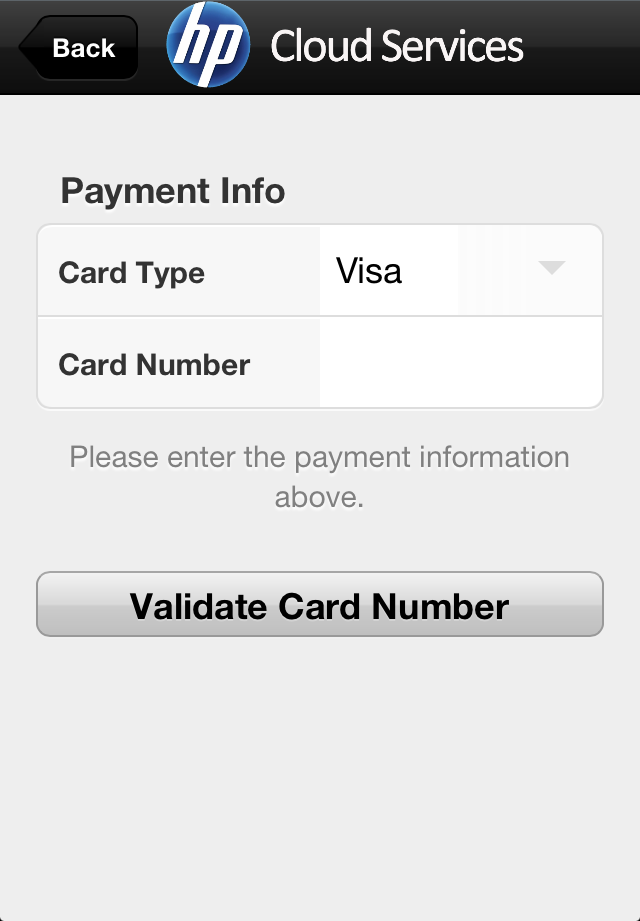 Back
hp Cloud Services
Payment Info
Card Type Visa
Card Number
Please enter the payment information
above.
Validate Card Number